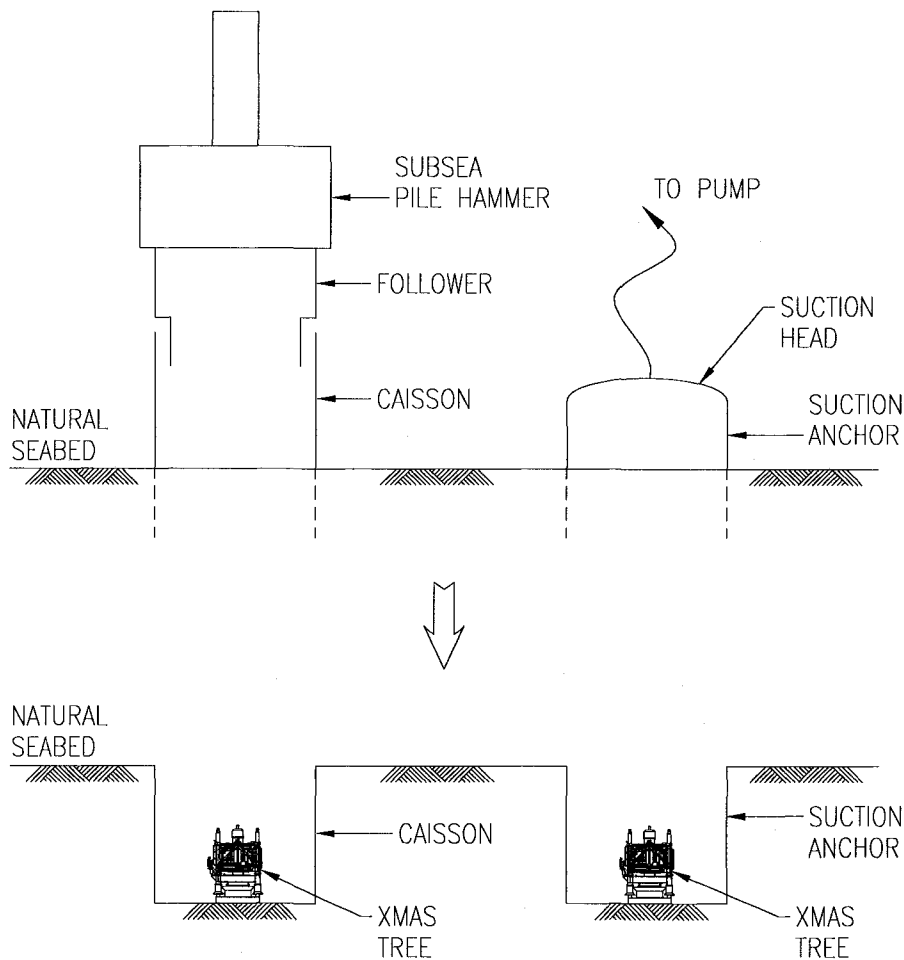 SUBSEA
PILE HAMMER
TO PUMP
FOLLOWER
SUCTION
HEAD
CAISSON
SUCTION
ANCHOR
NATURAL
SEABED
NATURAL
SEABED
CAISSON
SUCTION
ANCHOR
XMAS
TREE
XMAS
TREE